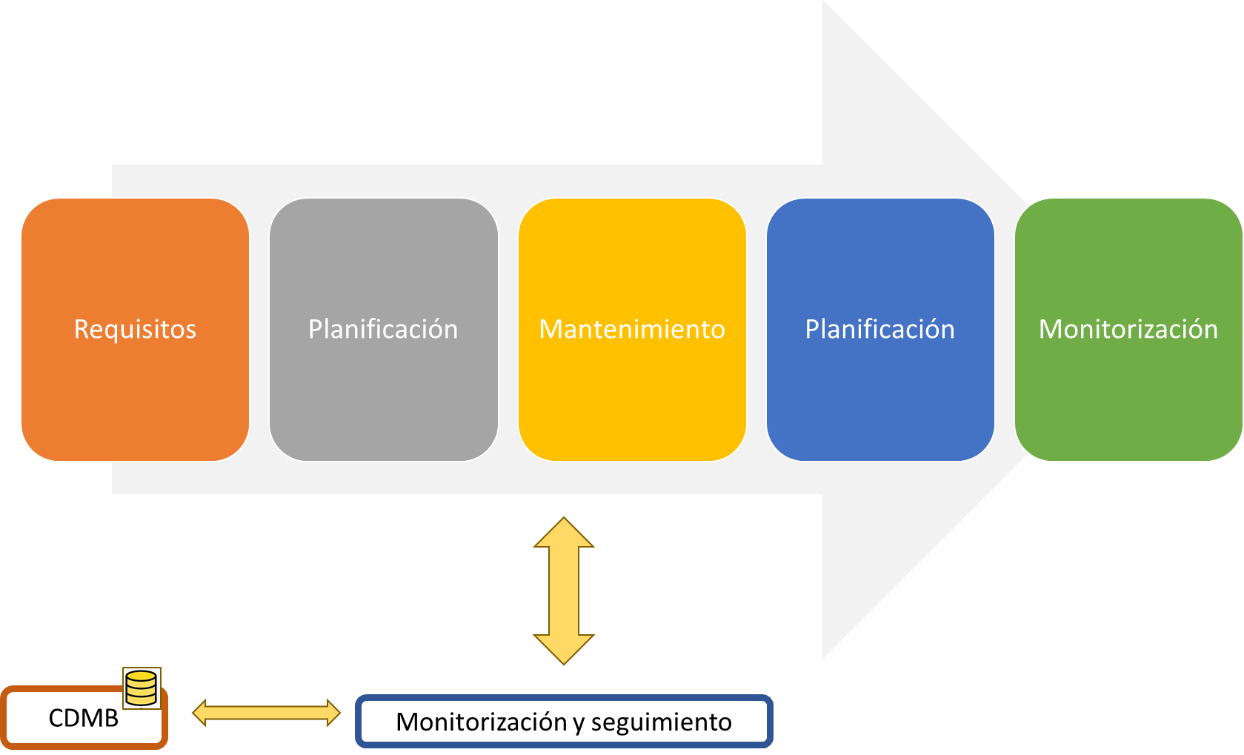 Requisitos
Planificación
Mantenimiento
Planificación
Monitorización
CDMB
Monitorización y seguimiento